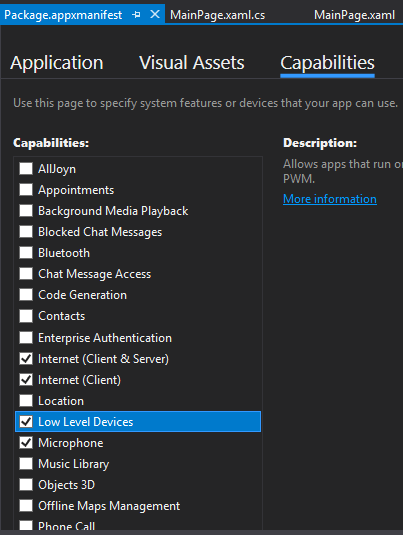 Package.appxmanifest MainPage.xaml.cs MainPage.xaml
Application Visual Assets Capabilities
Use this page to specify system features or devices that your app can use.
Capabilities:
Description:
Allows apps that run o
PWM.
More information
AllJoyn
Appointments
Background Media Playback
Blocked Chat Messages
Bluetooth
Chat Message Access
Code Generation
Contacts
Enterprise Authentication
Internet (Client & Server)
Internet (Client)
Location
Low Level Devices
Microphone
Music Library
Objects 3D
Offline Maps Management
Phone Call